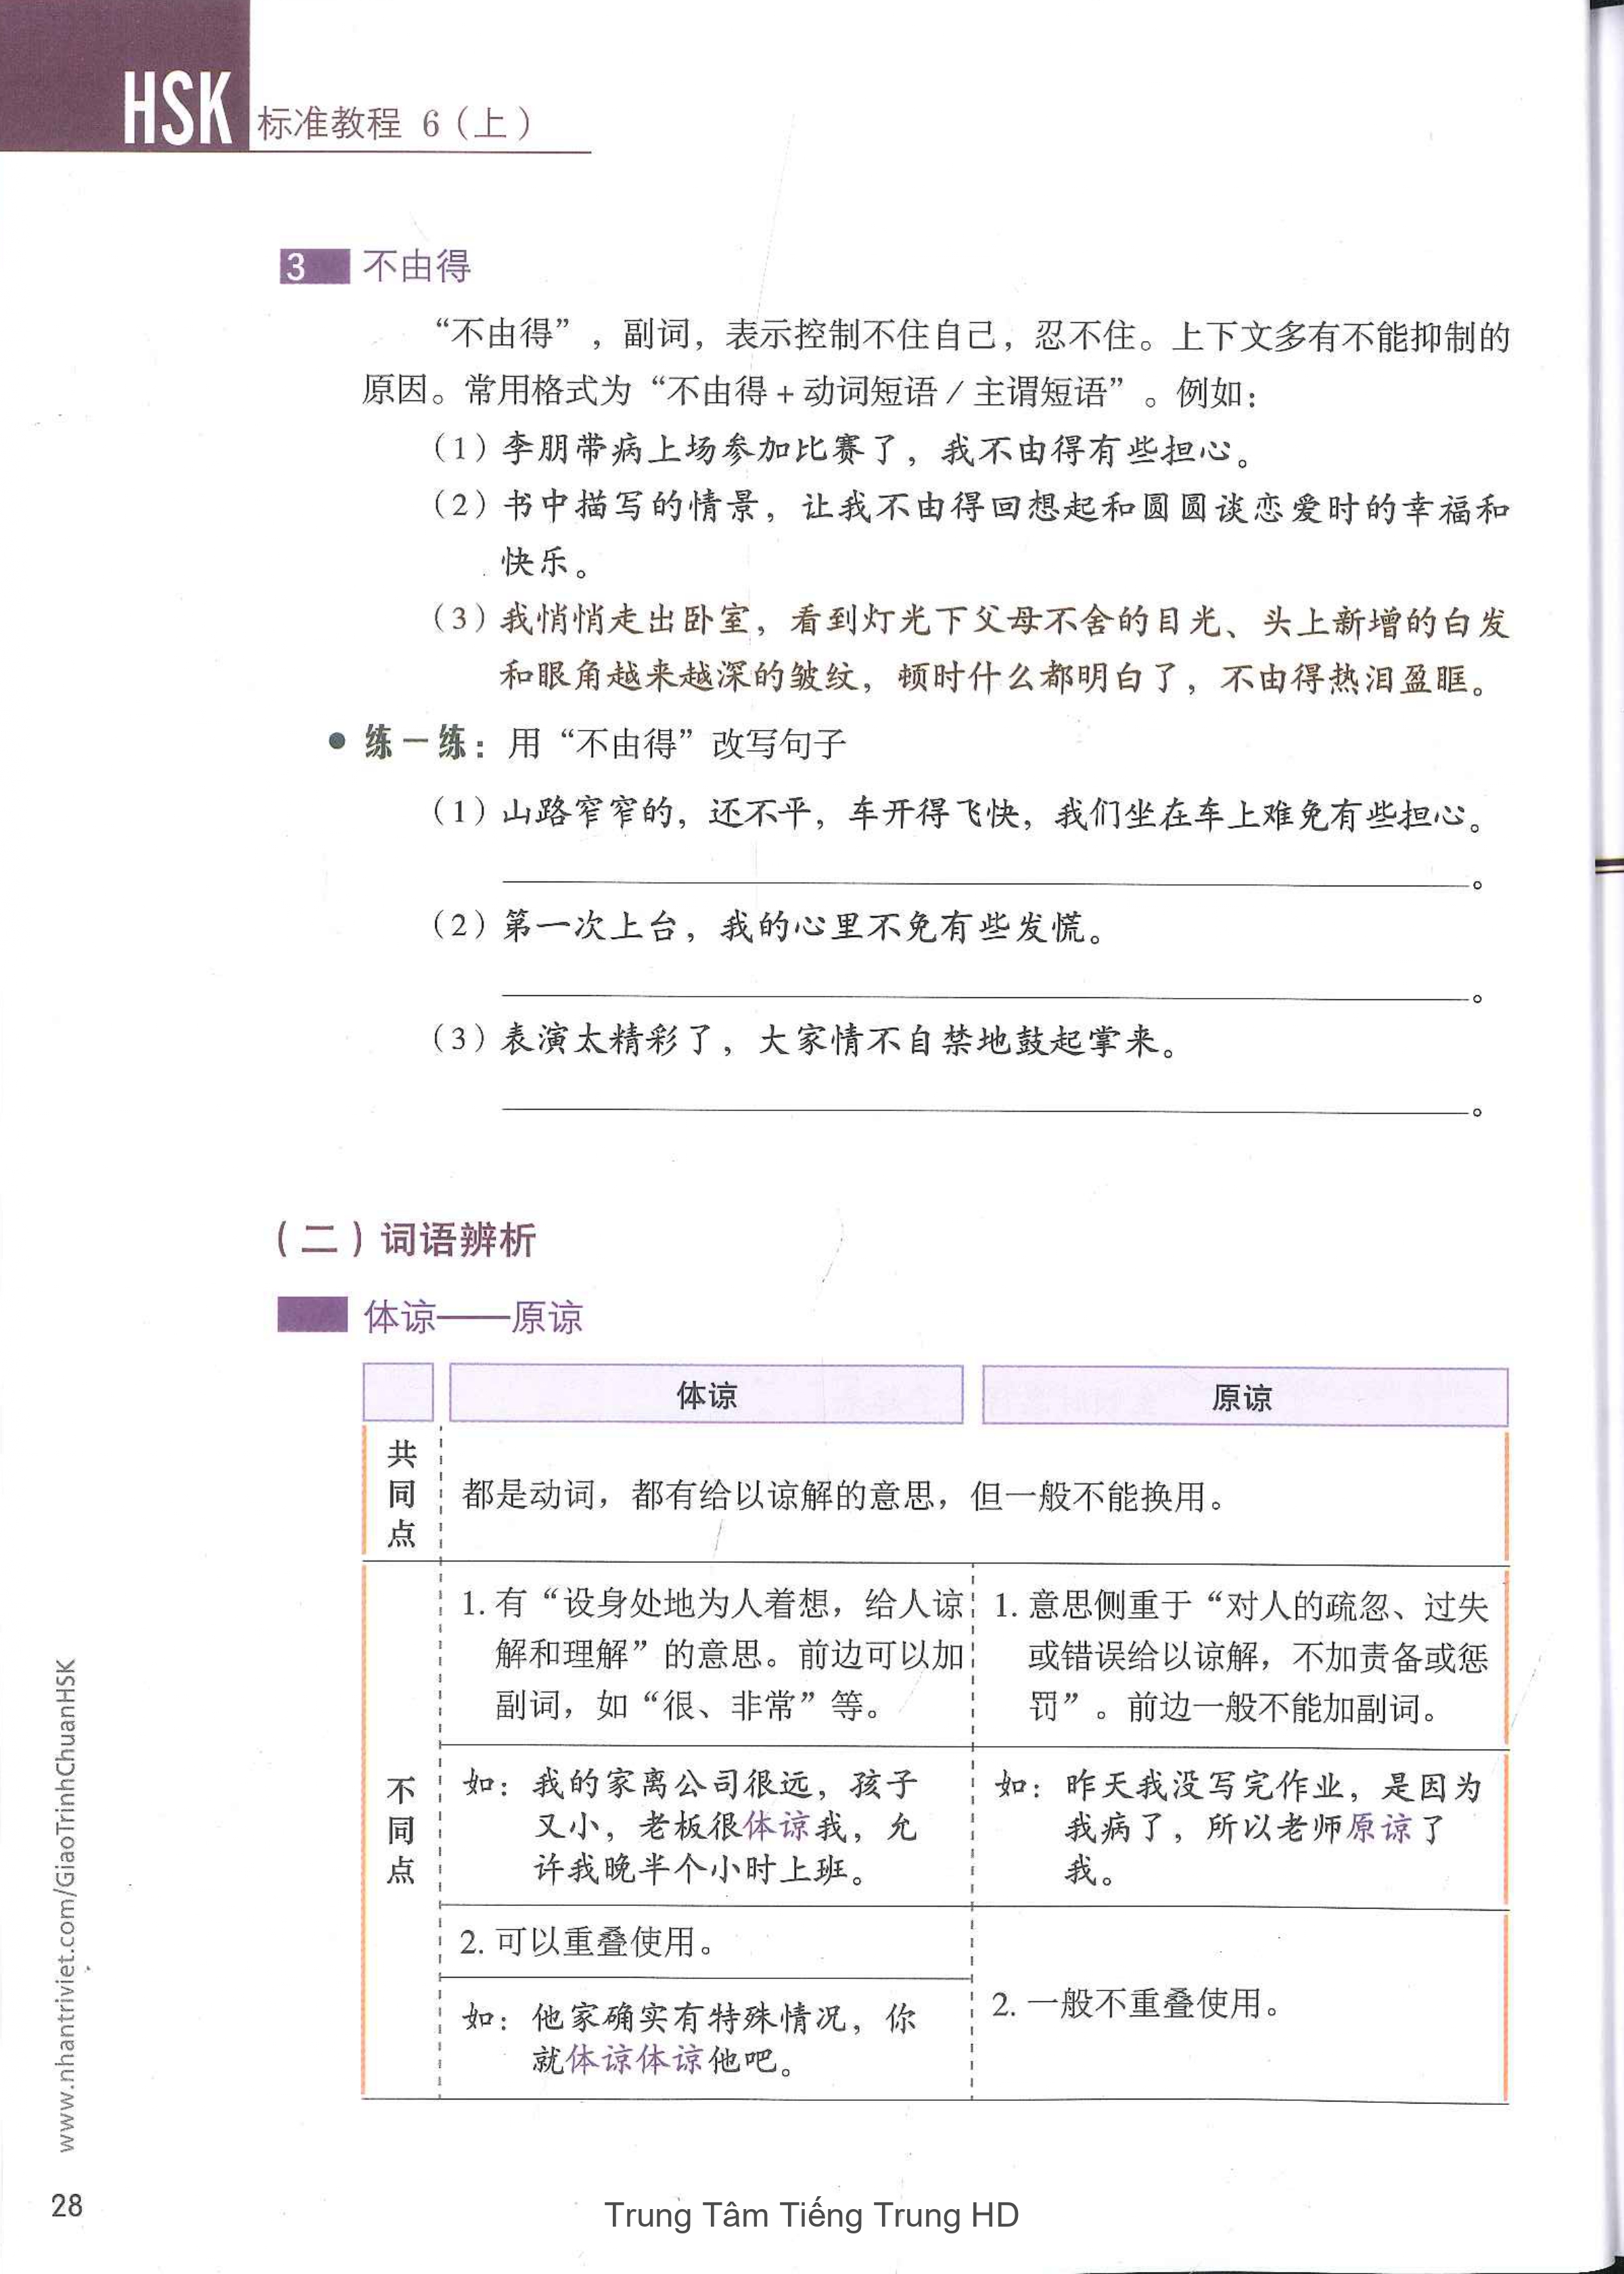 HSK 标准教程 6（上）
3 不由得
“不由得”，副词，表示控制不住自己，忍不住。上下文多有不能抑制的
原因。常用格式为“不由得+动词短语/主谓短语”。例如：
（1）李朋带病上场参加比赛了，我不由得有些担心。
（2）书中描写的情景，让我不由得回想起和圆圆谈恋爱时的幸福和
快乐。
（3）我悄悄走出卧室，看到灯光下父母不舍的目光、头上新增的白发
和眼角越来越深的皱纹，顿时什么都明白了，不由得热泪盈眶。
● 练一练：用“不由得”改写句子
（1）山路窄窄的，还不平，车开得飞快，我们坐在车上难免有些担心。
。
（2）第一次上台，我的心里不免有些发慌。
。
（3）表演太精彩了，大家情不自禁地鼓起掌来。
。
（二）词语辨析
体谅——原谅
体谅 原谅
共同点
都是动词，都有给以谅解的意思，但一般不能换用。
不同点
1. 有“设身处地为人着想，给人谅
解和理解”的意思。前边可以加
副词，如“很、非常”等。
1. 意思侧重于“对人的疏忽、过失
或错误给以谅解，不加责备或惩
罚”。前边一般不能加副词。
如：我的家离公司很远，孩子
又小，老板很体谅我，允
许我晚半个小时上班。
如：昨天我没写完作业，是因为
我病了，所以老师原谅了
我。
2. 可以重叠使用。
如：他家确实有特殊情况，你
就体谅体谅他吧。
2. 一般不重叠使用。
www.nhantriviet.com/GiaoTrinhChuanHSK
28
Trung Tâm Tiếng Trung HD